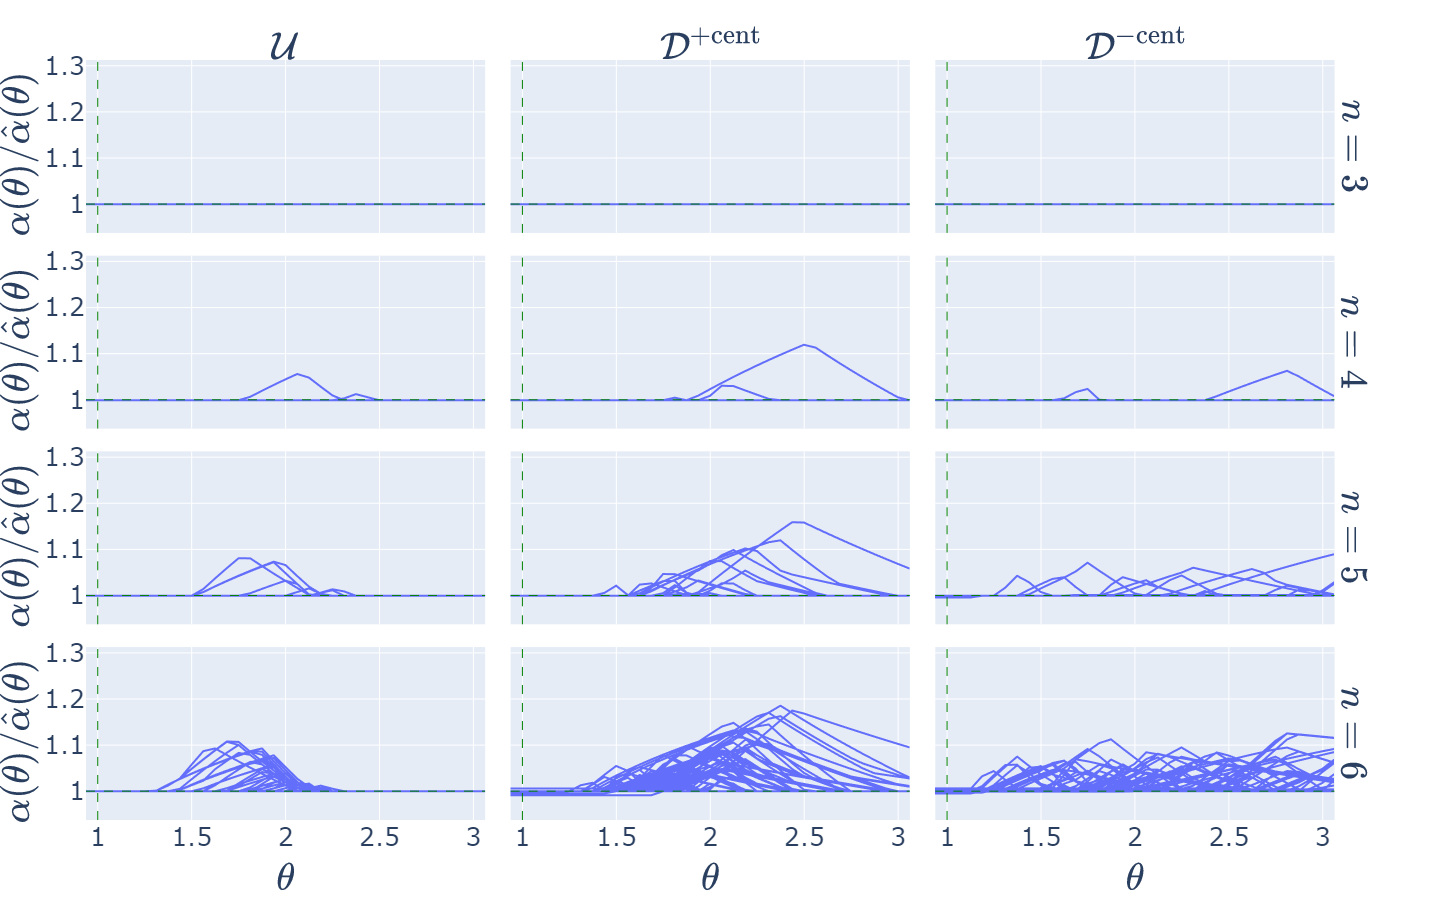 𝒰 𝒟^{+cent} 𝒟^{−cent}
α(θ)/α̂(θ) 1.3 1.2 1.1 1 n = 3
α(θ)/α̂(θ) 1.3 1.2 1.1 1 n = 4
α(θ)/α̂(θ) 1.3 1.2 1.1 1 n = 5
α(θ)/α̂(θ) 1.3 1.2 1.1 1 n = 6
1 1.5 2 2.5 3 1 1.5 2 2.5 3 1 1.5 2 2.5 3
θ θ θ